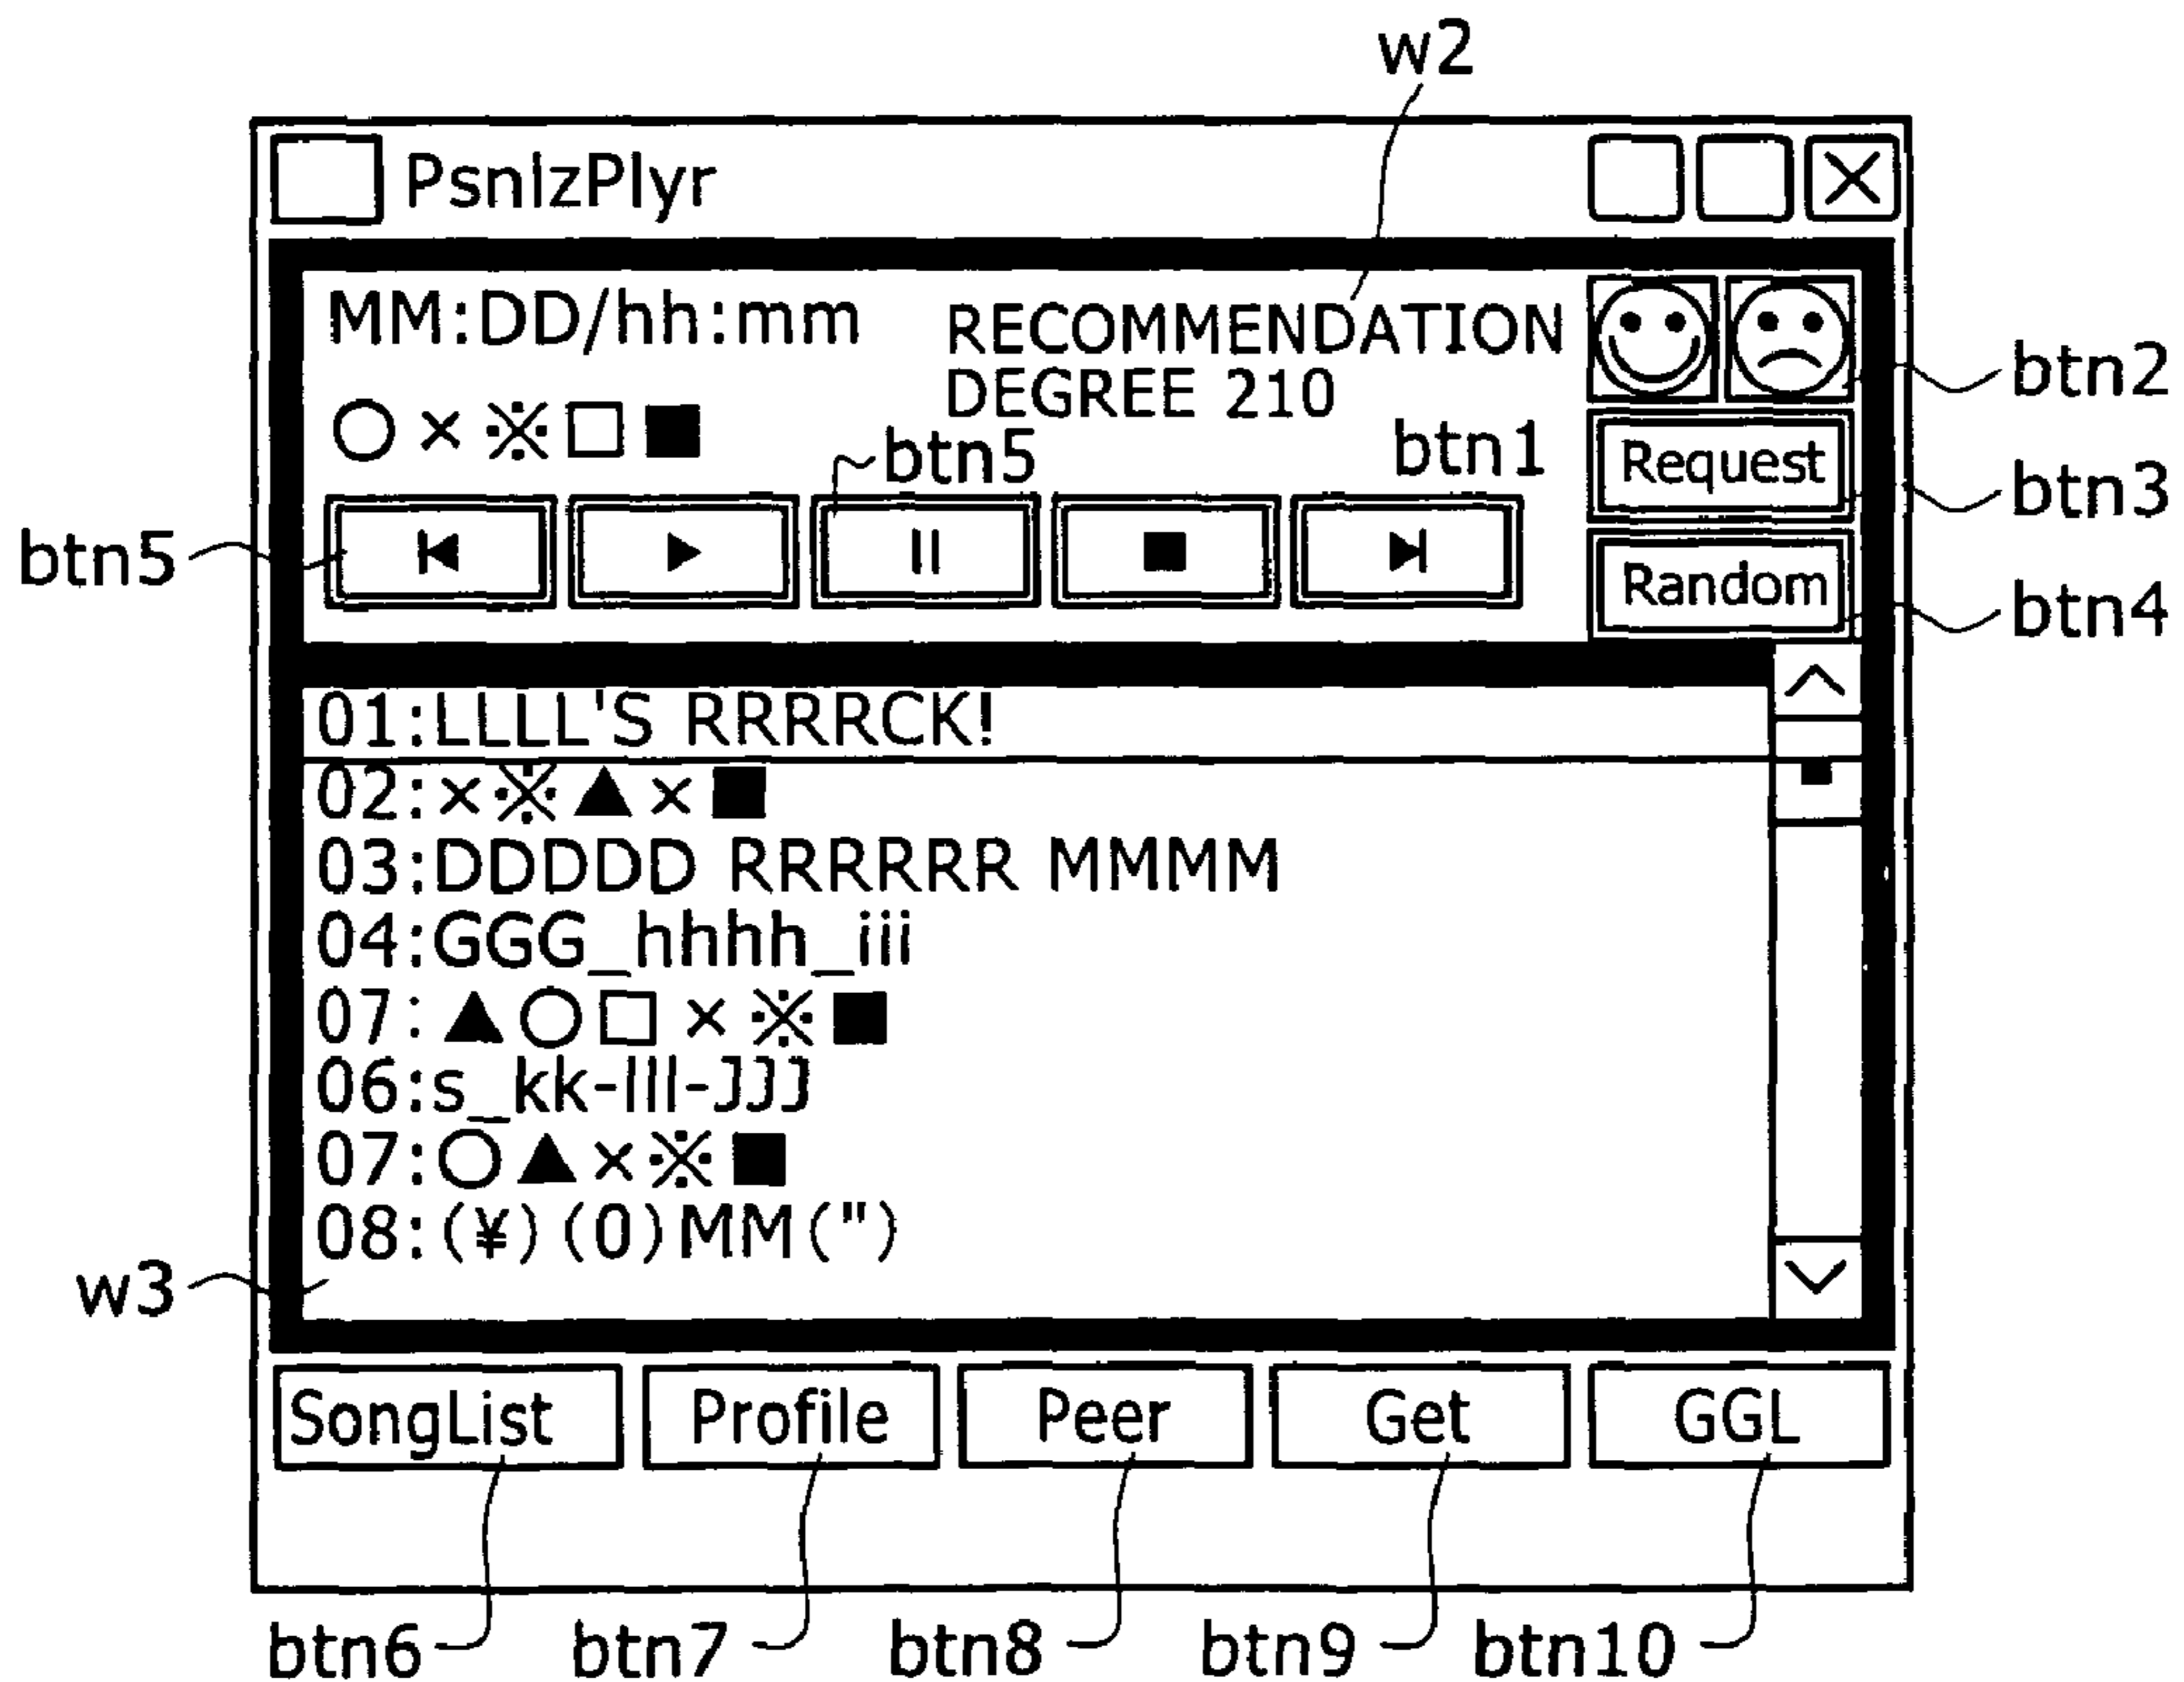 w2
PsnlzPlyr
MM:DD/hh:mm
RECOMMENDATION
DEGREE 210
○×※□■
btn2
btn5
btn1
Request
btn3
btn5
Random
btn4
01:LLLL'S RRRRCK!
02:×※▲×■
03:DDDDD RRRRRR MMMM
04:GGG_hhhh_iii
07:▲○□×※■
06:s_kk-lll-JJJ
07:○▲×※■
08:(¥)(0)MM(")
w3
SongList Profile Peer Get GGL
btn6 btn7 btn8 btn9 btn10